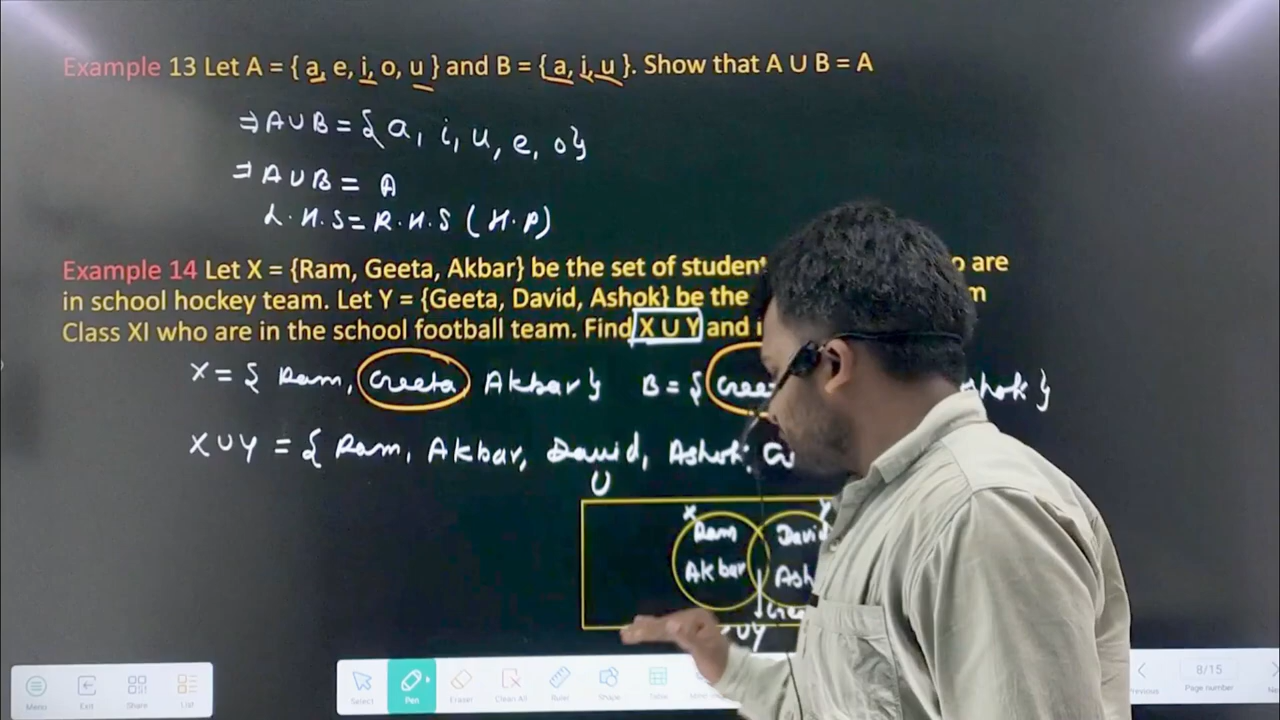 Example 13 Let A = { a, e, i, o, u } and B = { a, i, u }. Show that A ∪ B = A
⇒ A∪B = { a, i, u, e, o}
⇒ A∪B = A
L.H.S = R.H.S (H.P)
Example 14 Let X = {Ram, Geeta, Akbar} be the set of are
in school hockey team. Let Y = {Geeta, David, Ashok} be the
Class XI who are in the school football team. Find X ∪ Y and
X = { Ram, Geeta, Akbar} B = { }
X∪Y = { Ram, Akbar, David, Ashok,
U
X Y
Ram David
Akbar
∪Y
Menu Exit Share List Select Pen Eraser Clean All Ruler Shape Table 8/15 Page number